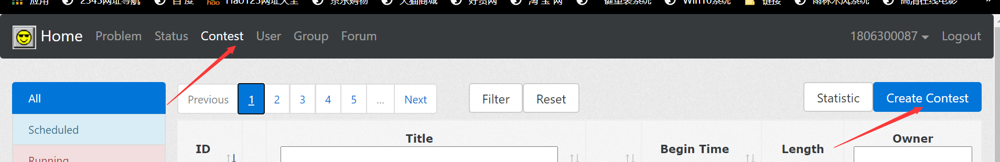 应用 2345网址导航 百 度 hao Hao123网址大全 京东购物 天猫商城 好货网 淘 宝 网 一键重装系统 Win10系统 链接 雨林木风系统 高清在线电影 »
Home Problem Status Contest User Group Forum 1806300087 Logout
All Previous 1 2 3 4 5 ... Next Filter Reset Statistic Create Contest
Scheduled
Title Owner
ID Begin Time Length
Running